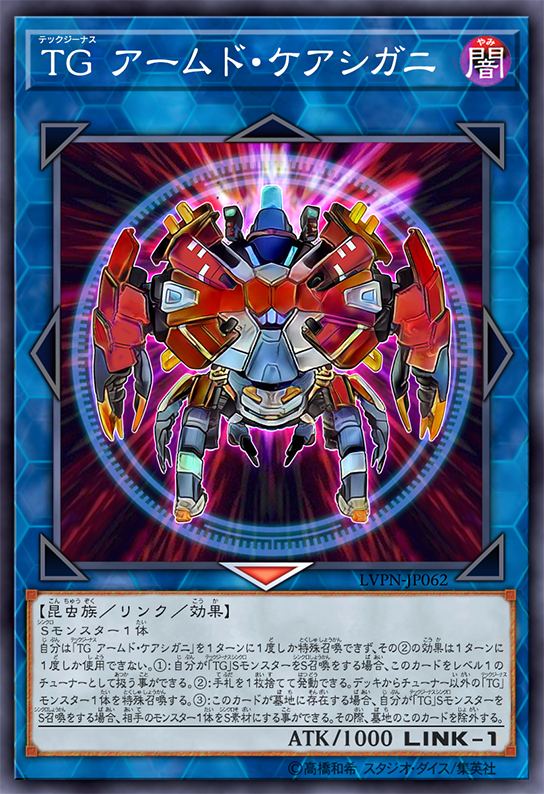 テックジーナス
TG アームド・ケアシガニ
やみ
闇
LVPN-JP062
【昆虫族／リンク／効果】
Sモンスター１体
自分は「TG アームド・ケアシガニ」を１ターンに１度しか特殊召喚できず、その②の効果は１ターンに
１度しか使用できない。①：自分が「TG」SモンスターをS召喚する場合、このカードをレベル１の
チューナーとして扱う事ができる。②：手札を１枚捨てて発動できる。デッキからチューナー以外の「TG」
モンスター１体を特殊召喚する。③：このカードが墓地に存在する場合、自分が「TG」Sモンスターを
S召喚をする場合、相手のモンスター１体をS素材にする事ができる。その際、墓地のこのカードを除外する。
ATK/1000 LINK-1
©高橋和希 スタジオ・ダイス/集英社